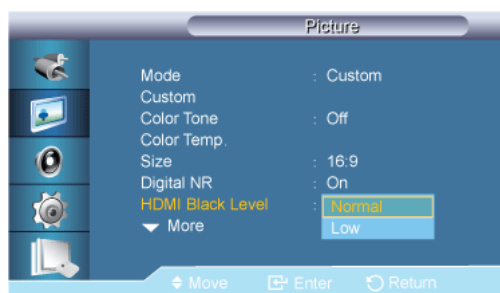 Picture
Mode : Custom
Custom
Color Tone : Off
Color Temp.
Size : 16:9
Digital NR : On
HDMI Black Level : Normal
More Low
Move Enter Return